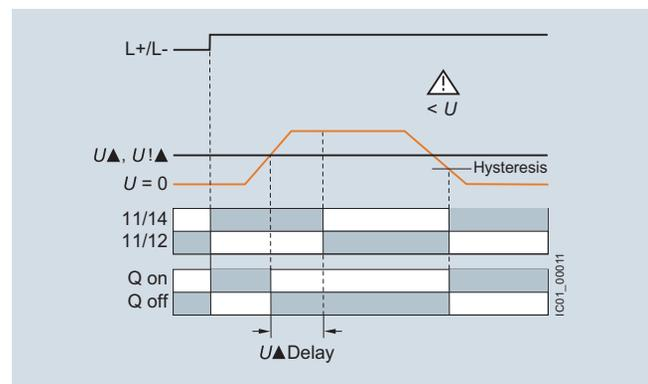 L+/L-
< U
U▲, U!▲
Hysteresis
U = 0
11/14
11/12
Q on
Q off
IC01_00011
U▲Delay